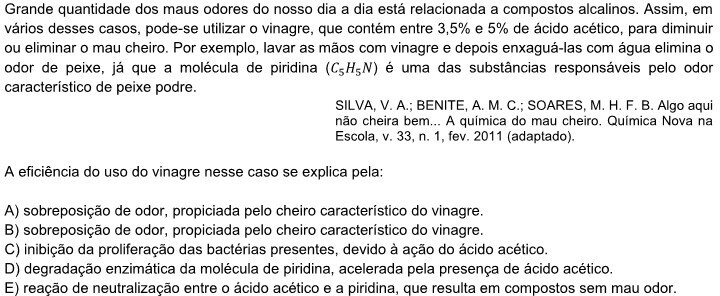 Grande quantidade dos maus odores do nosso dia a dia está relacionada a compostos alcalinos. Assim, em
vários desses casos, pode-se utilizar o vinagre, que contém entre 3,5% e 5% de ácido acético, para diminuir
ou eliminar o mau cheiro. Por exemplo, lavar as mãos com vinagre e depois enxaguá-las com água elimina o
odor de peixe, já que a molécula de piridina (C₅H₅N) é uma das substâncias responsáveis pelo odor
característico de peixe podre.
SILVA, V. A.; BENITE, A. M. C.; SOARES, M. H. F. B. Algo aqui
não cheira bem... A química do mau cheiro. Química Nova na
Escola, v. 33, n. 1, fev. 2011 (adaptado).
A eficiência do uso do vinagre nesse caso se explica pela:
A) sobreposição de odor, propiciada pelo cheiro característico do vinagre.
B) sobreposição de odor, propiciada pelo cheiro característico do vinagre.
C) inibição da proliferação das bactérias presentes, devido à ação do ácido acético.
D) degradação enzimática da molécula de piridina, acelerada pela presença de ácido acético.
E) reação de neutralização entre o ácido acético e a piridina, que resulta em compostos sem mau odor.